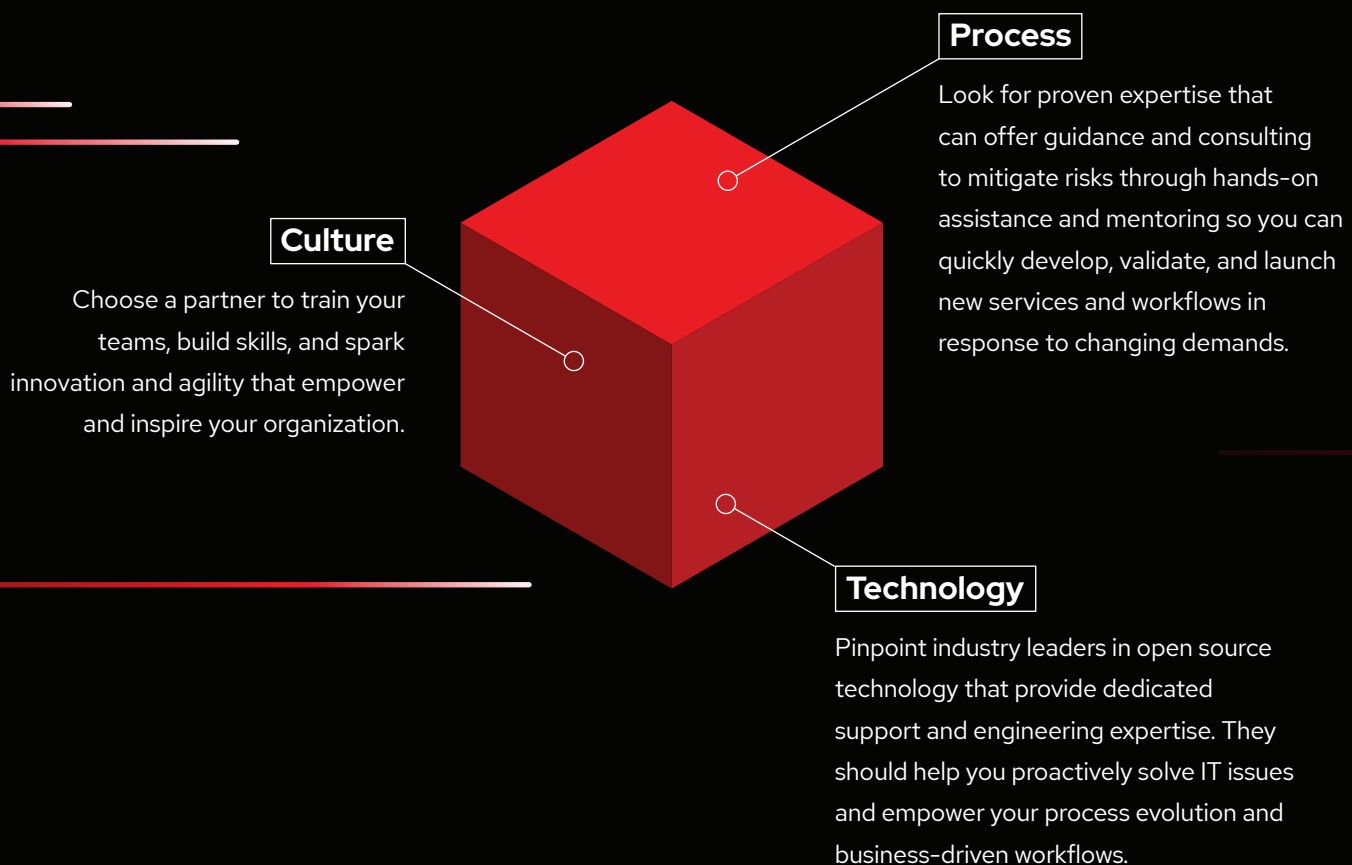 Process
Look for proven expertise that
can offer guidance and consulting
to mitigate risks through hands-on
assistance and mentoring so you can
quickly develop, validate, and launch
new services and workflows in
response to changing demands.
Culture
Choose a partner to train your
teams, build skills, and spark
innovation and agility that empower
and inspire your organization.
Technology
Pinpoint industry leaders in open source
technology that provide dedicated
support and engineering expertise. They
should help you proactively solve IT issues
and empower your process evolution and
business-driven workflows.